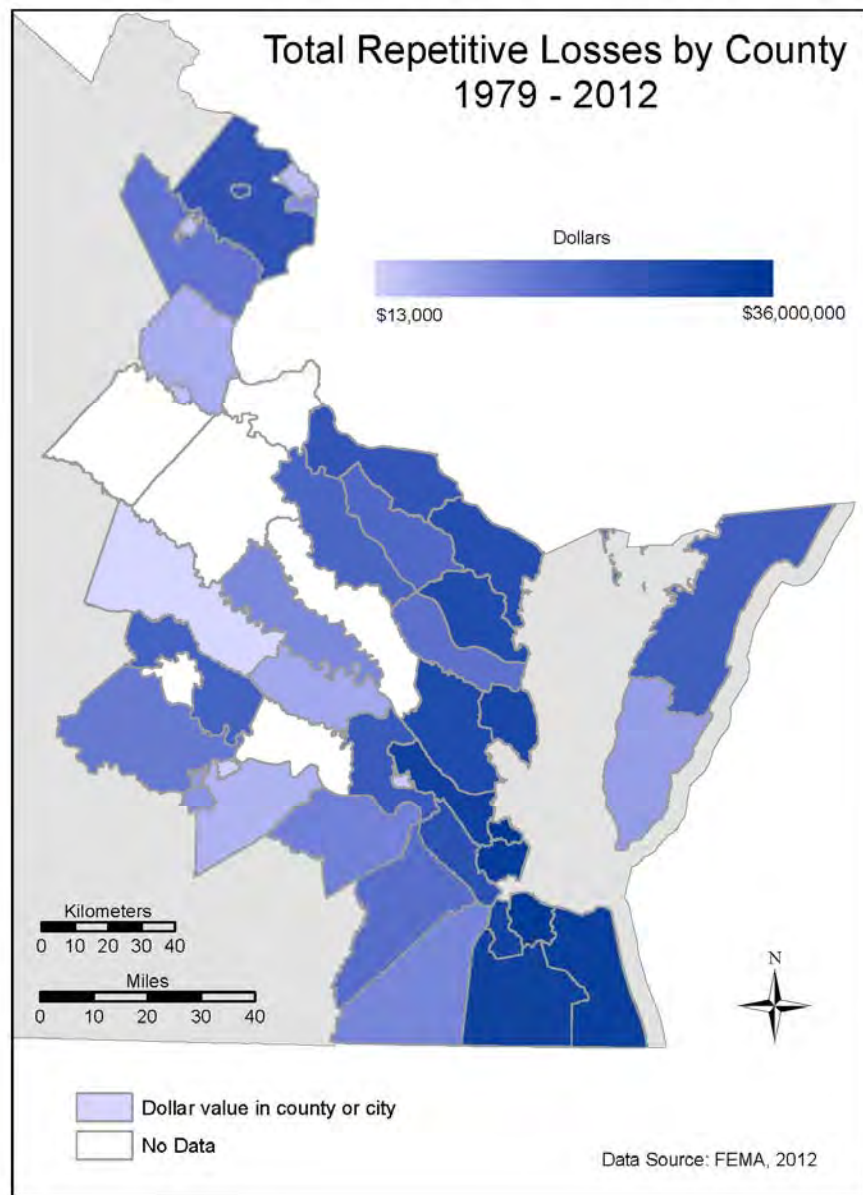 Total Repetitive Losses by County
1979 - 2012
Dollars
$13,000 $36,000,000
Kilometers
0 10 20 30 40
Miles
0 10 20 30 40
N
Dollar value in county or city
No Data
Data Source: FEMA, 2012